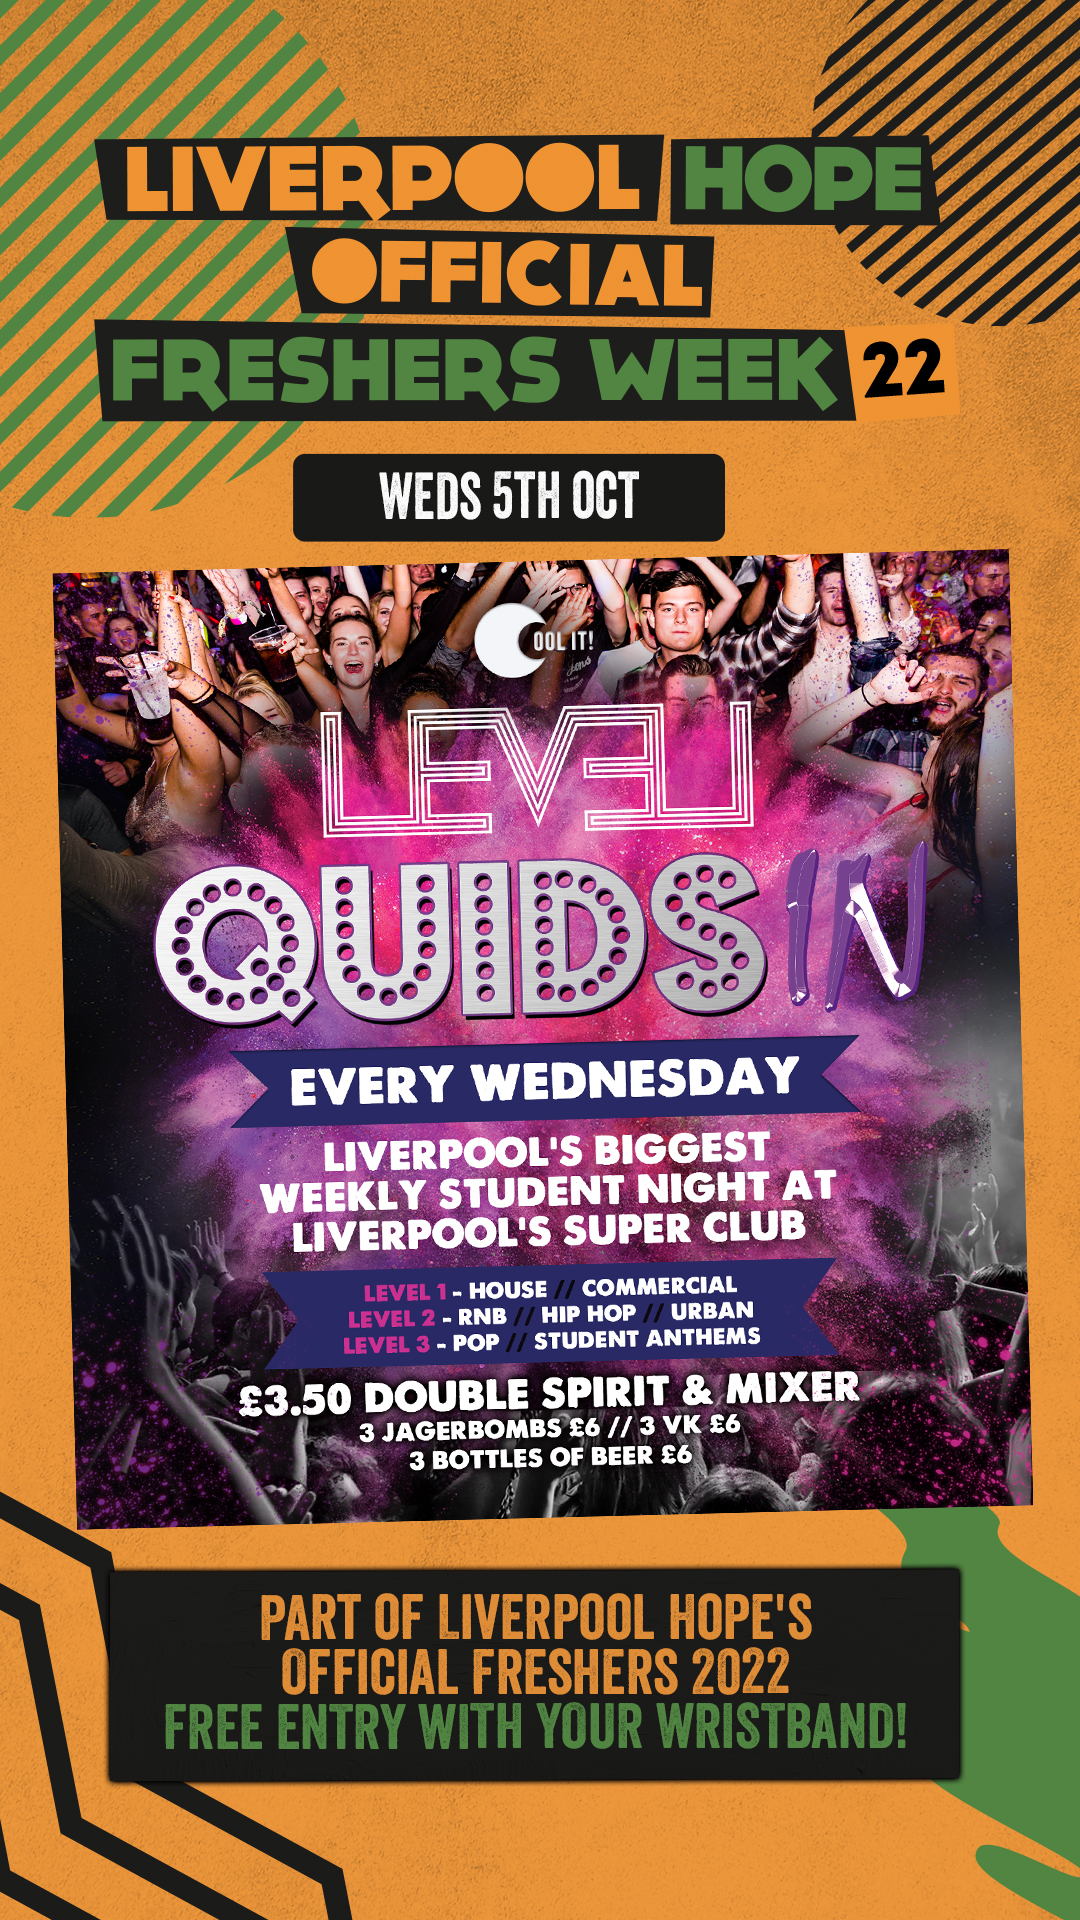 LIVERPOOL HOPE
OFFICIAL
FRESHERS WEEK 22
WEDS 5TH OCT
COOL IT!
LEVEL
QUIDS IN
EVERY WEDNESDAY
LIVERPOOL'S BIGGEST
WEEKLY STUDENT NIGHT AT
LIVERPOOL'S SUPER CLUB
LEVEL 1 - HOUSE // COMMERCIAL
LEVEL 2 - RNB // HIP HOP // URBAN
LEVEL 3 - POP // STUDENT ANTHEMS
£3.50 DOUBLE SPIRIT & MIXER
3 JAGERBOMBS £6 // 3 VK £6
3 BOTTLES OF BEER £6
PART OF LIVERPOOL HOPE'S
OFFICIAL FRESHERS 2022
FREE ENTRY WITH YOUR WRISTBAND!